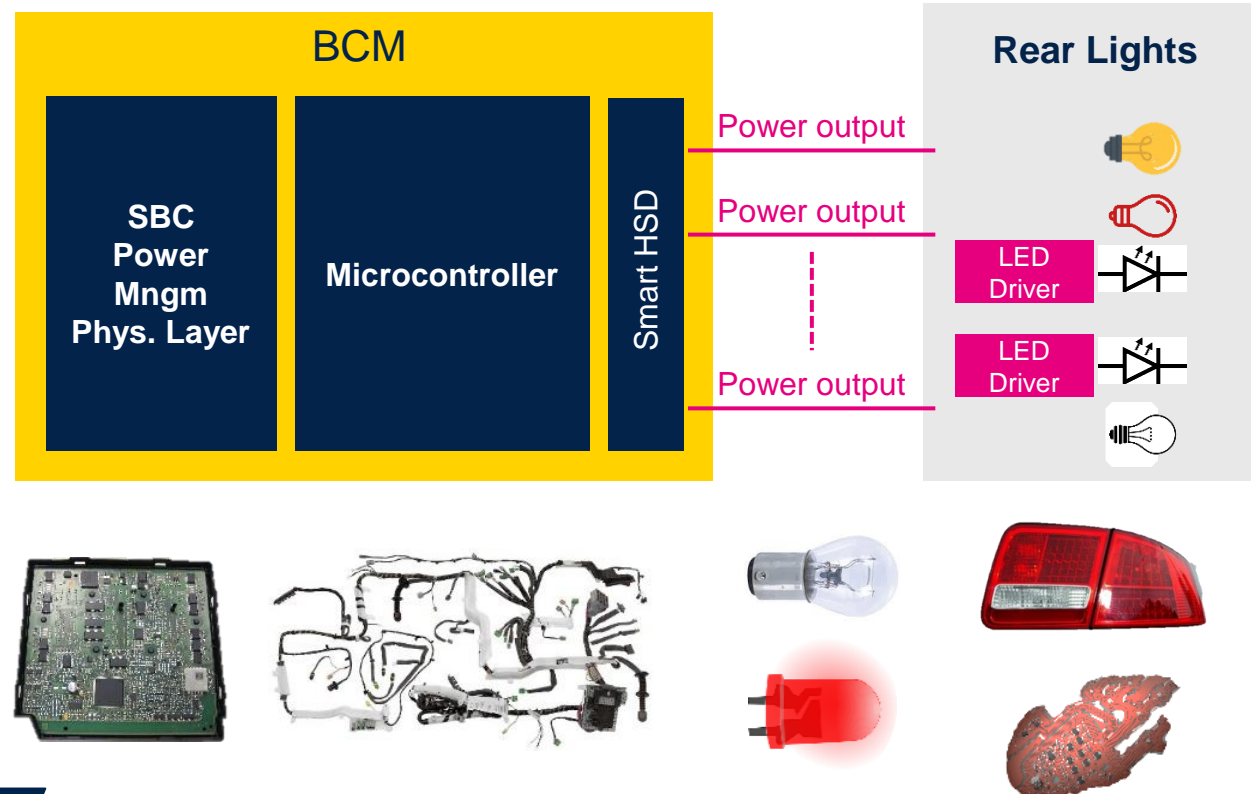 BCM
SBC
Power
Mngm
Phys. Layer
Microcontroller
Smart HSD
Power output
Power output
Power output
Rear Lights
LED
Driver
LED
Driver